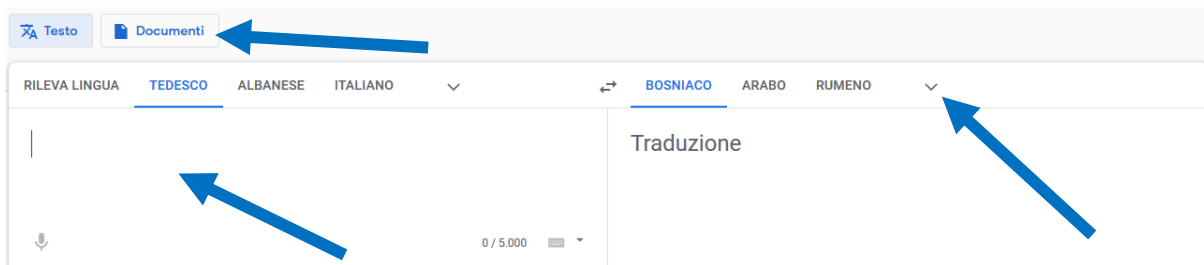 Testo Documenti
RILEVA LINGUA TEDESCO ALBANESE ITALIANO BOSNIACO ARABO RUMENO
Traduzione
0 / 5.000